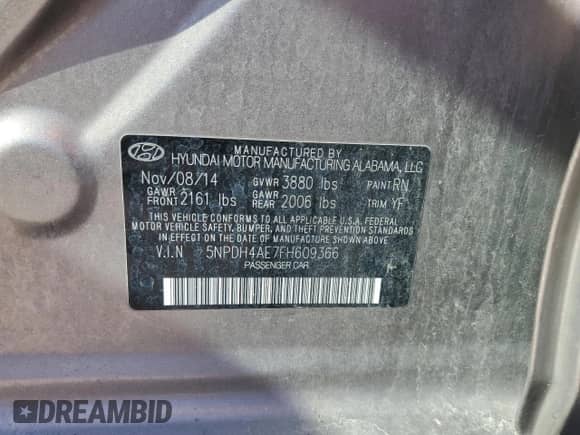 MANUFACTURED BY
HYUNDAI MOTOR MANUFACTURING ALABAMA, LLC
Nov/08/14 GVWR 3880 lbs PAINT RN
GAWR FRONT 2161 lbs GAWR REAR 2006 lbs TRIM YF
THIS VEHICLE CONFORMS TO ALL APPLICABLE U.S.A. FEDERAL
MOTOR VEHICLE SAFETY, BUMPER, AND THEFT PREVENTION STANDARDS
IN EFFECT ON THE DATE OF MANUFACTURE SHOWN ABOVE.
V.I.N 5NPDH4AE7FH609366
PASSENGER CAR
DREAMBID